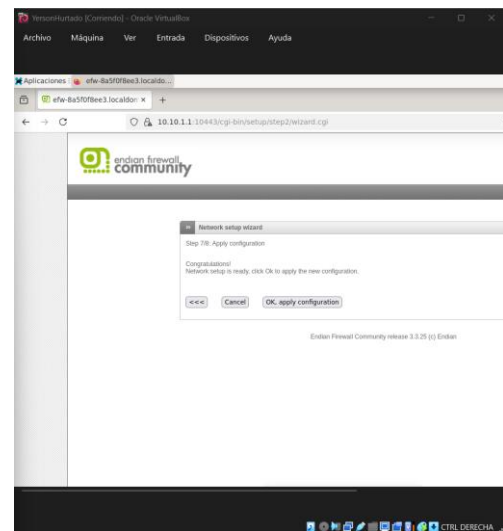 YersonHurtado [Corriendo] - Oracle VirtualBox
Archivo Máquina Ver Entrada Dispositivos Ayuda
Aplicaciones efw-8a5f0f8ee3.localdo...
efw-8a5f0f8ee3.localdon × +
10.10.1.1:10443/cgi-bin/setup/step2/wizard.cgi
endian firewall
community
Network setup wizard
Step 7/8: Apply configuration
Congratulations!
Network setup is ready, click Ok to apply the new configuration.
<<< Cancel OK, apply configuration
Endian Firewall Community release 3.3.25 (c) Endian
CTRL DERECHA